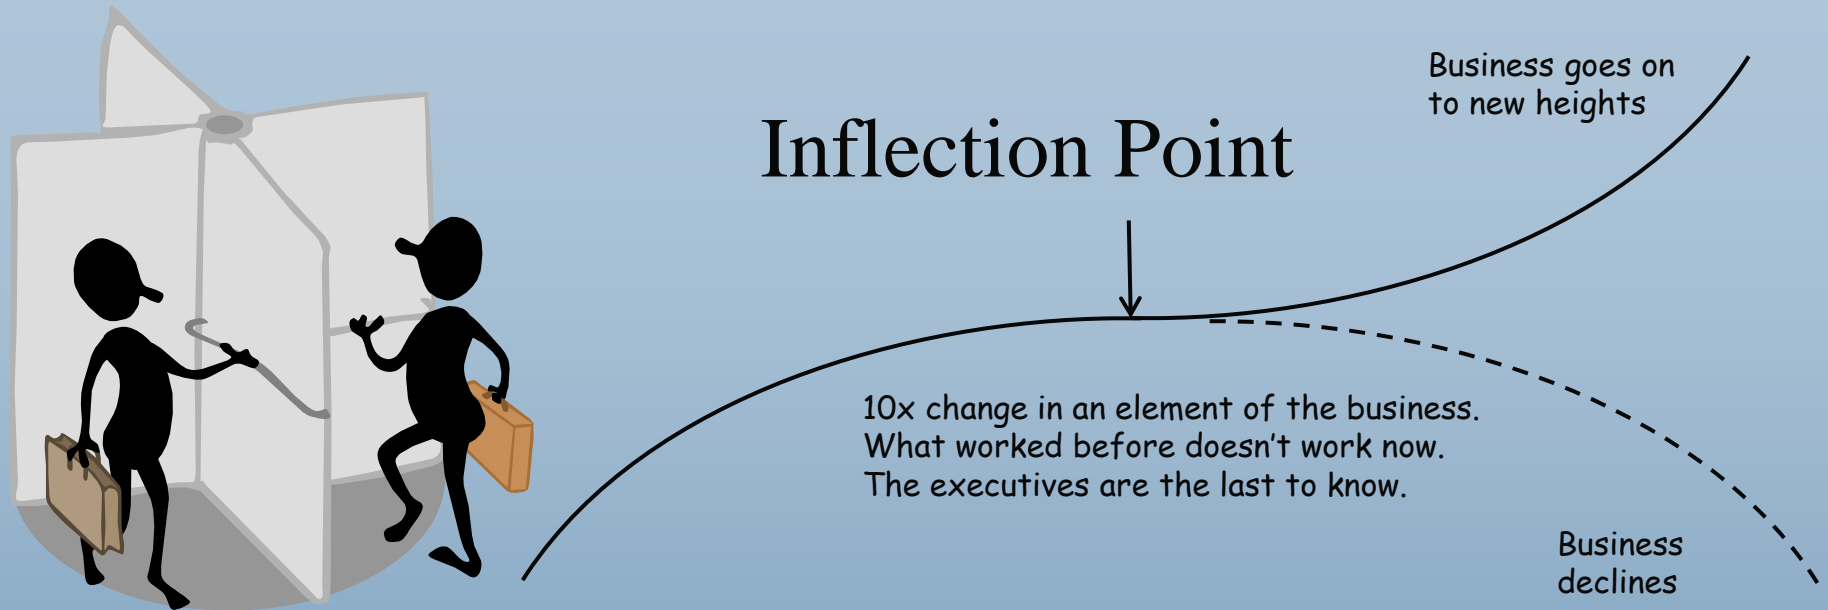 Business goes on
to new heights
Inflection Point
10x change in an element of the business.
What worked before doesn't work now.
The executives are the last to know.
Business
declines